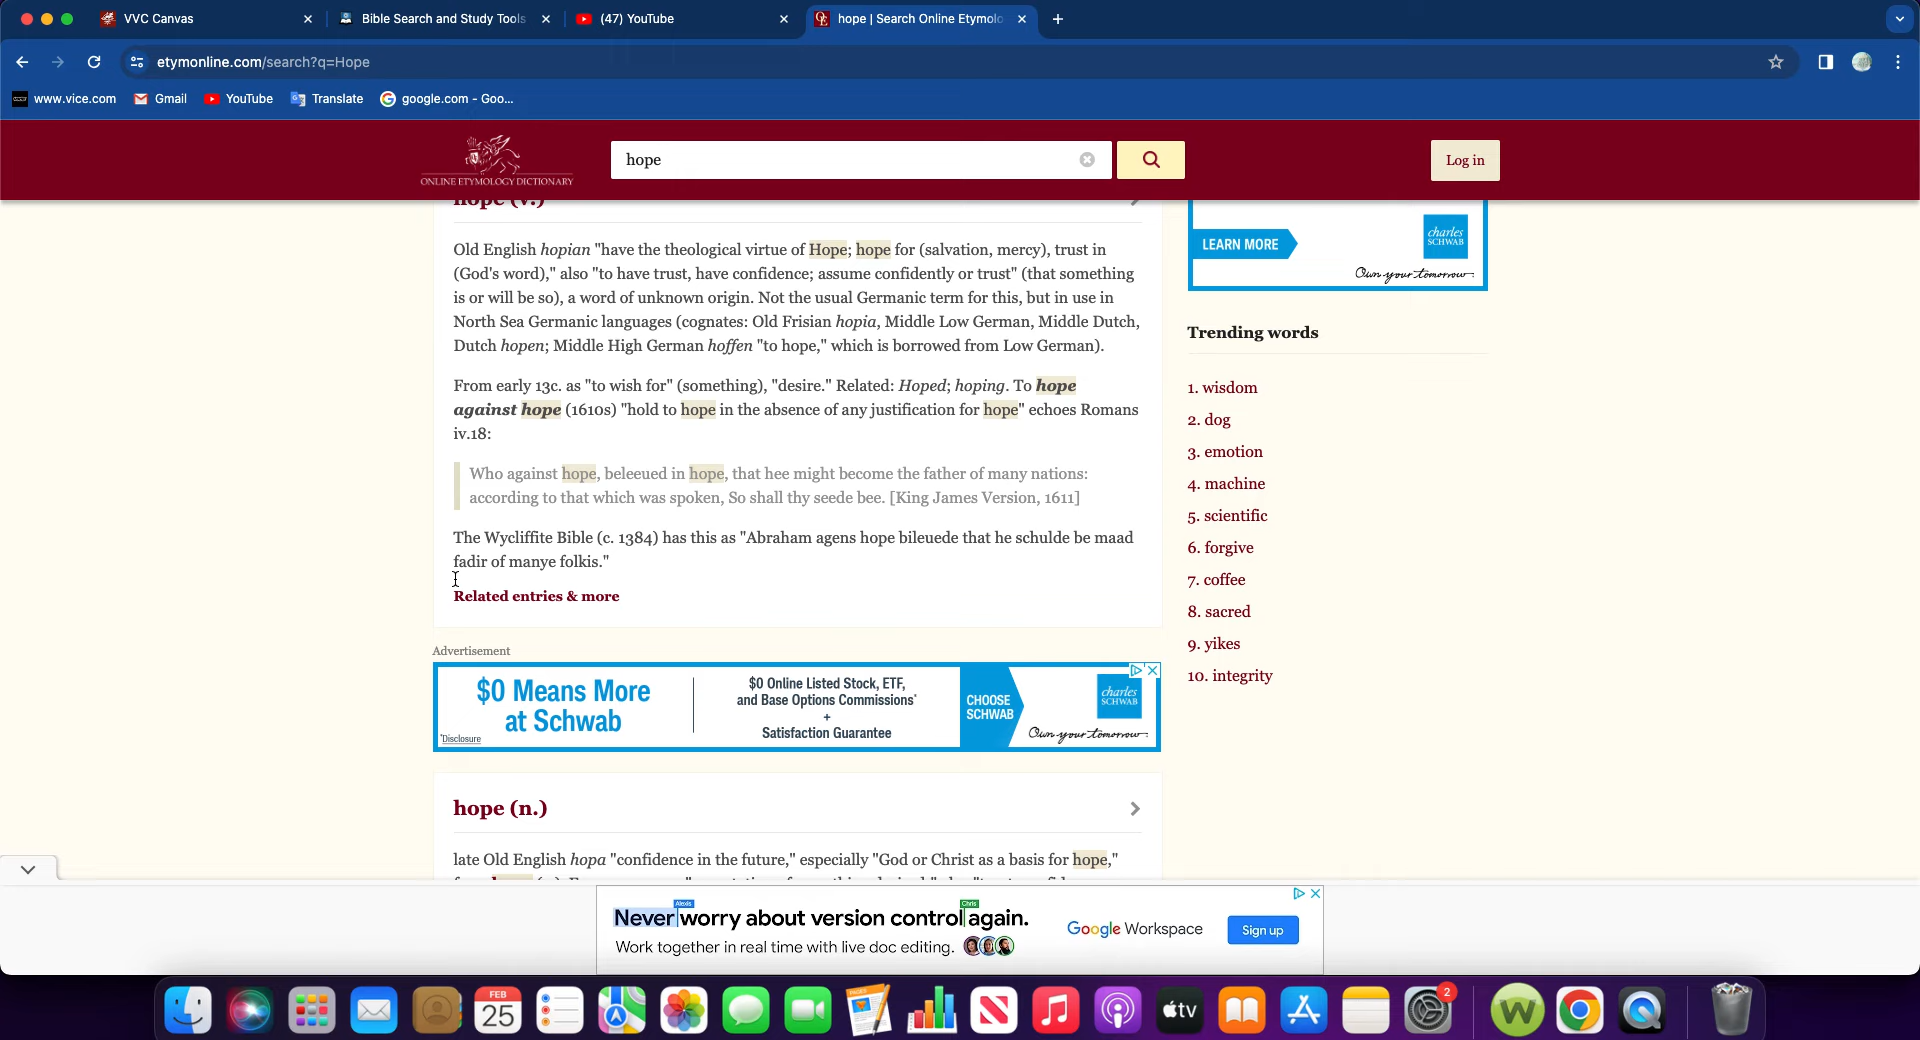 VVC Canvas
Bible Search and Study Tools
(47) YouTube
hope | Search Online Etymolo
etymonline.com/search?q=Hope
www.vice.com
Gmail
YouTube
Translate
google.com - Goo...
ONLINE ETYMOLOGY DICTIONARY
hope
Log in
hope (v.)
Old English hopian "have the theological virtue of Hope; hope for (salvation, mercy), trust in
(God's word)," also "to have trust, have confidence; assume confidently or trust" (that something
is or will be so), a word of unknown origin. Not the usual Germanic term for this, but in use in
North Sea Germanic languages (cognates: Old Frisian hopia, Middle Low German, Middle Dutch,
Dutch hopen; Middle High German hoffen "to hope," which is borrowed from Low German).
From early 13c. as "to wish for" (something), "desire." Related: Hoped; hoping. To hope
against hope (1610s) "hold to hope in the absence of any justification for hope" echoes Romans
iv.18:
Who against hope, beleeued in hope, that hee might become the father of many nations:
according to that which was spoken, So shall thy seede bee. [King James Version, 1611]
The Wycliffite Bible (c. 1384) has this as "Abraham agens hope bileuede that he schulde be maad
fadir of manye folkis."
Related entries & more
LEARN MORE
charles
SCHWAB
Own your tomorrow.
Trending words
1. wisdom
2. dog
3. emotion
4. machine
5. scientific
6. forgive
7. coffee
8. sacred
9. yikes
10. integrity
Advertisement
$0 Means More
at Schwab
*Disclosure
$0 Online Listed Stock, ETF,
and Base Options Commissions*
+
Satisfaction Guarantee
CHOOSE
SCHWAB
charles
SCHWAB
Own your tomorrow.
hope (n.)
late Old English hopa "confidence in the future," especially "God or Christ as a basis for hope,"
Alexis
Chris
Never worry about version control again.
Work together in real time with live doc editing.
Google Workspace
Sign up
FEB
25
tv
2